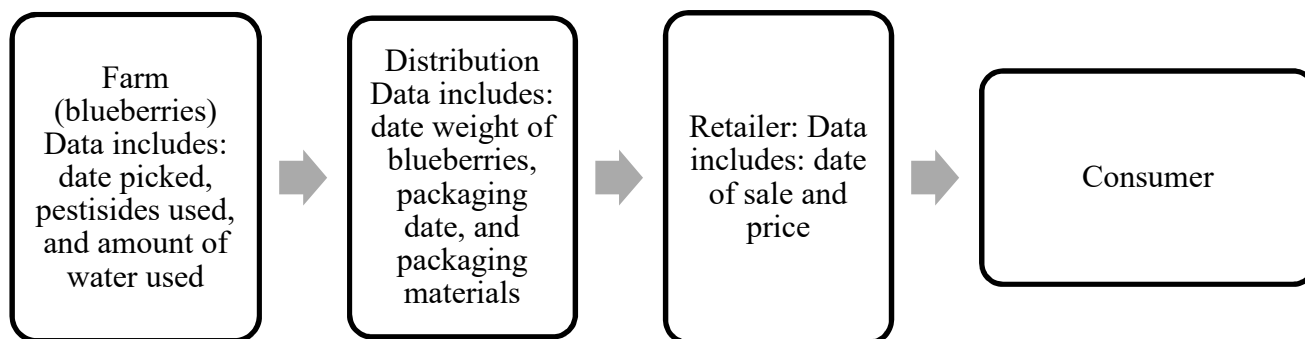 Farm
(blueberries)
Data includes:
date picked,
pestisides used,
and amount of
water used
Distribution
Data includes:
date weight of
blueberries,
packaging
date, and
packaging
materials
Retailer: Data
includes: date
of sale and
price
Consumer